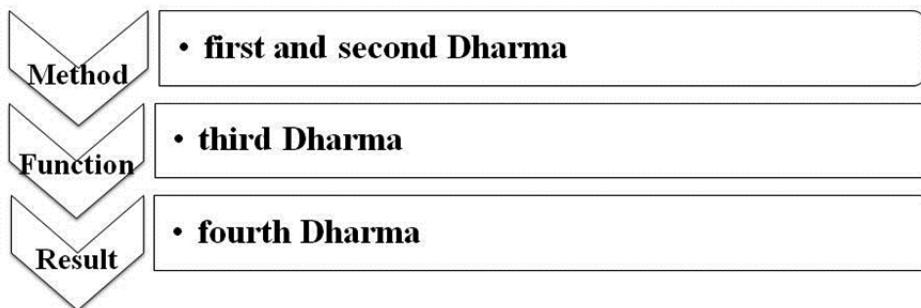 Method
• first and second Dharma
Function
• third Dharma
Result
• fourth Dharma